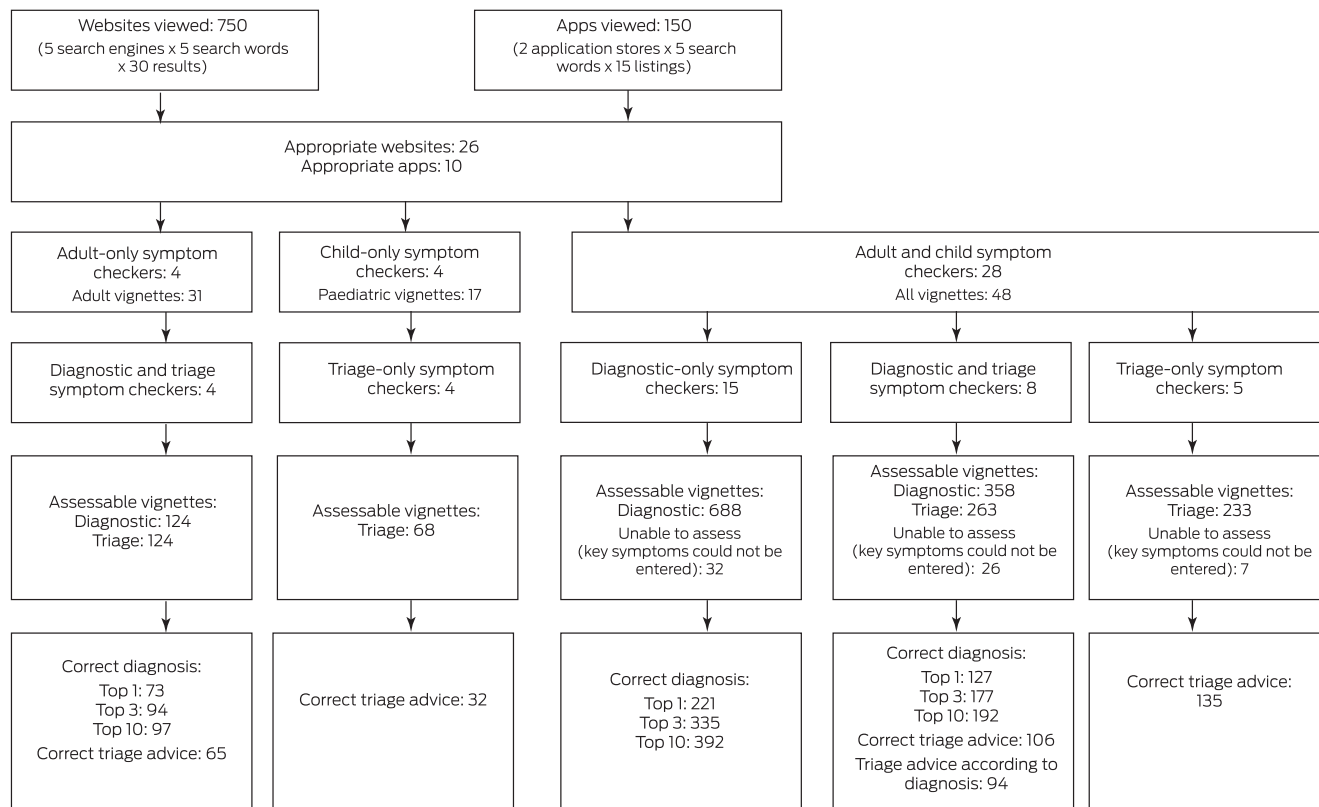 Websites viewed: 750
(5 search engines x 5 search words
x 30 results)
Apps viewed: 150
(2 application stores x 5 search
words x 15 listings)
Appropriate websites: 26
Appropriate apps: 10
Adult-only symptom
checkers: 4
Adult vignettes: 31
Child-only symptom
checkers: 4
Paediatric vignettes: 17
Adult and child symptom
checkers: 28
All vignettes: 48
Diagnostic and triage
symptom checkers: 4
Triage-only symptom
checkers: 4
Diagnostic-only symptom
checkers: 15
Diagnostic and triage
symptom checkers: 8
Triage-only symptom
checkers: 5
Assessable vignettes:
Diagnostic: 124
Triage: 124
Assessable vignettes:
Triage: 68
Assessable vignettes:
Diagnostic: 688
Unable to assess
(key symptoms could not be
entered): 32
Assessable vignettes:
Diagnostic: 358
Triage: 263
Unable to assess
(key symptoms could not be
entered): 26
Assessable vignettes:
Triage: 233
Unable to assess
(key symptoms could not be
entered): 7
Correct diagnosis:
Top 1: 73
Top 3: 94
Top 10: 97
Correct triage advice: 65
Correct triage advice: 32
Correct diagnosis:
Top 1: 221
Top 3: 335
Top 10: 392
Correct diagnosis:
Top 1: 127
Top 3: 177
Top 10: 192
Correct triage advice: 106
Triage advice according to
diagnosis: 94
Correct triage advice:
135